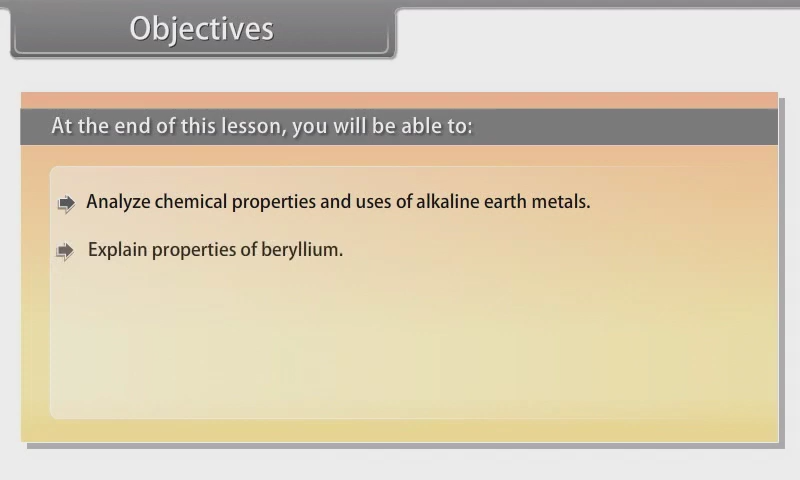 Objectives
At the end of this lesson, you will be able to:
Analyze chemical properties and uses of alkaline earth metals.
Explain properties of beryllium.